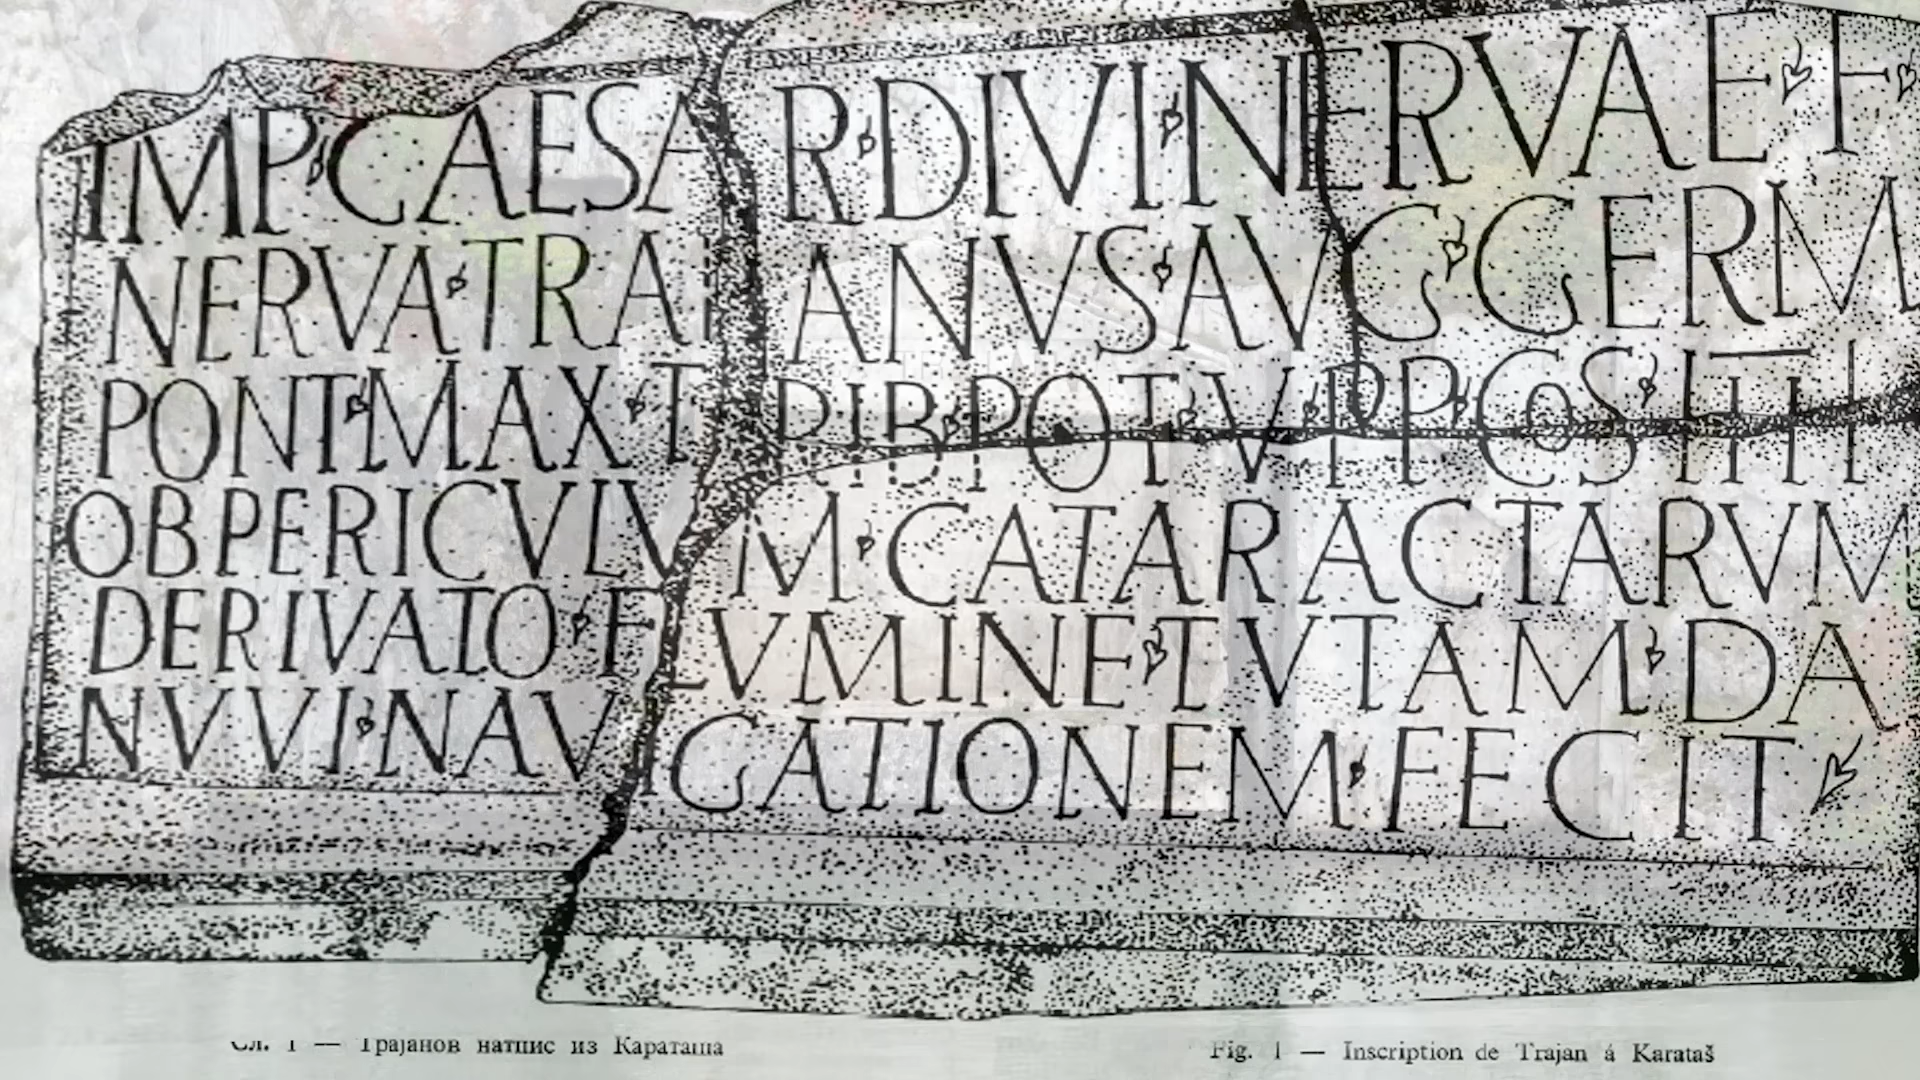 IMP CAESAR DIVI NERVAE F
NERVA TRAIANVS AVG GERM
PONT MAX TRIB POT V P P COS IIII
OB PERICVLVM CATARACTARVM
DERIVATO FLVMINE TVTAM DA
NVVI NAVIGATIONEM FECIT
Сл. 1 — Трајанов натпис из Караташа
Fig. 1 — Inscription de Trajan á Karataš